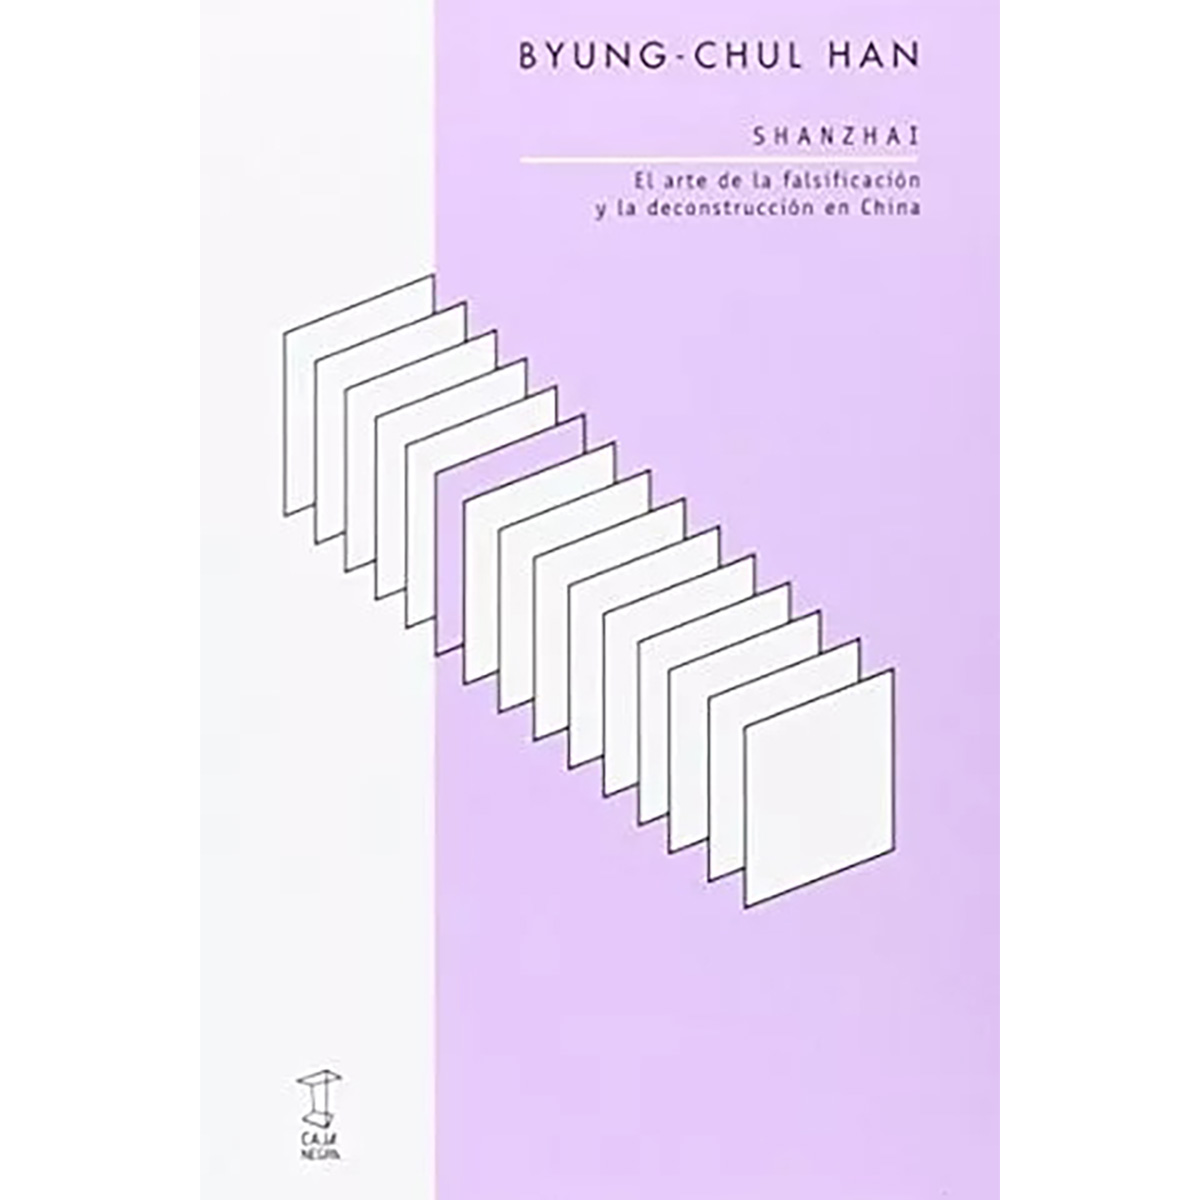 BYUNG-CHUL HAN
SHANZHAI
El arte de la falsificación
y la deconstrucción en China
CAJA
NEGRA